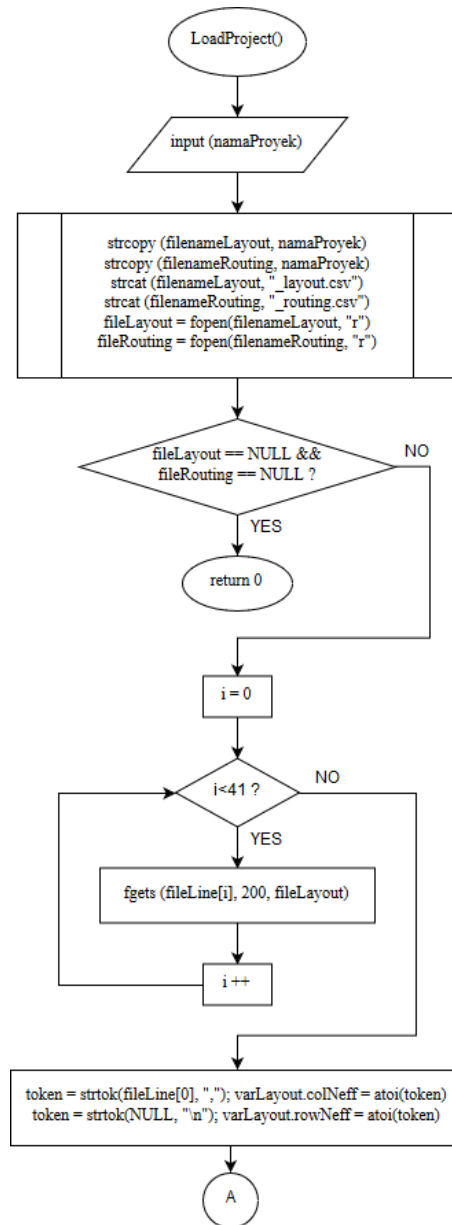 LoadProject()
input (namaProyek)
strcopy (filenameLayout, namaProyek)
strcopy (filenameRouting, namaProyek)
strcat (filenameLayout, "_layout.csv")
strcat (filenameRouting, "_routing.csv")
fileLayout = fopen(filenameLayout, "r")
fileRouting = fopen(filenameRouting, "r")
fileLayout == NULL &&
fileRouting == NULL ?
NO
YES
return 0
i = 0
i<41 ?
NO
YES
fgets (fileLine[i], 200, fileLayout)
i ++
token = strtok(fileLine[0], ","); varLayout.colNeff = atoi(token)
token = strtok(NULL, "\n"); varLayout.rowNeff = atoi(token)
A